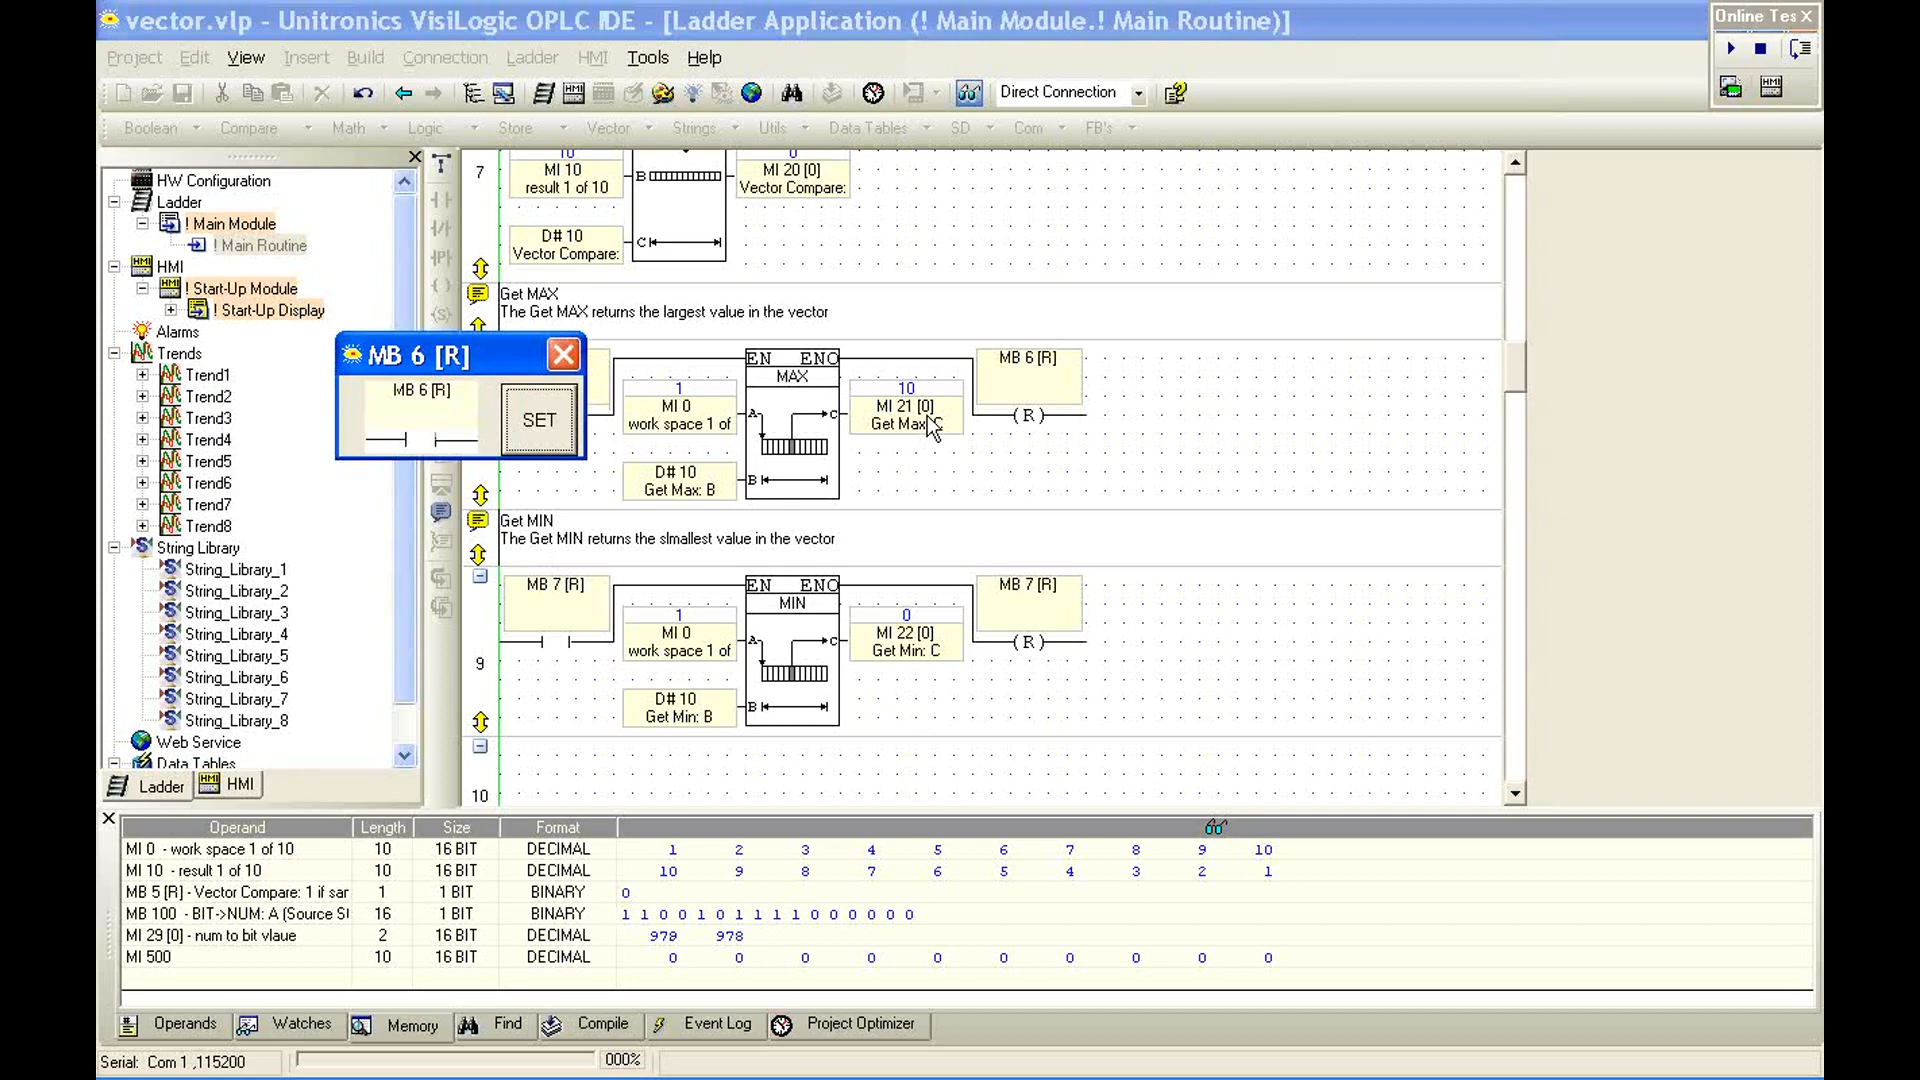 vector.vlp - Unitronics VisiLogic OPLC IDE - [Ladder Application (! Main Module.! Main Routine)]
Online Tes X
Project Edit View Insert Build Connection Ladder HMI Tools Help
Direct Connection
HMI
Boolean Compare Math Logic Store Vector Strings Utils Data Tables SD Com FB's
HW Configuration
Ladder
! Main Module
! Main Routine
HMI
! Start-Up Module
! Start-Up Display
Alarms
Trends
Trend1
Trend2
Trend3
Trend4
Trend5
Trend6
Trend7
Trend8
String Library
String_Library_1
String_Library_2
String_Library_3
String_Library_4
String_Library_5
String_Library_6
String_Library_7
String_Library_8
Web Service
Data Tables
Ladder HMI
7
10
MI 10
result 1 of 10
B
0
MI 20 [0]
Vector Compare:
D# 10
Vector Compare:
C
Get MAX
The Get MAX returns the largest value in the vector
MB 6 [R]
MB 6 [R]
SET
EN ENO
MAX
1
MI 0
work space 1 of
A
C
10
MI 21 [0]
Get Max: C
MB 6 [R]
(R)
D# 10
Get Max: B
B
Get MIN
The Get MIN returns the slmallest value in the vector
9
MB 7 [R]
EN ENO
MIN
1
MI 0
work space 1 of
A
C
0
MI 22 [0]
Get Min: C
MB 7 [R]
(R)
D# 10
Get Min: B
B
10
Operand Length Size Format
MI 0 - work space 1 of 10 10 16 BIT DECIMAL 1 2 3 4 5 6 7 8 9 10
MI 10 - result 1 of 10 10 16 BIT DECIMAL 10 9 8 7 6 5 4 3 2 1
MB 5 [R] - Vector Compare: 1 if sar 1 1 BIT BINARY 0
MB 100 - BIT->NUM: A (Source S 16 1 BIT BINARY 1 1 0 0 1 0 1 1 1 1 0 0 0 0 0 0
MI 29 [0] - num to bit vlaue 2 16 BIT DECIMAL 979 978
MI 500 10 16 BIT DECIMAL 0 0 0 0 0 0 0 0 0 0
Operands Watches Memory Find Compile Event Log Project Optimizer
Serial: Com 1 ,115200 000%